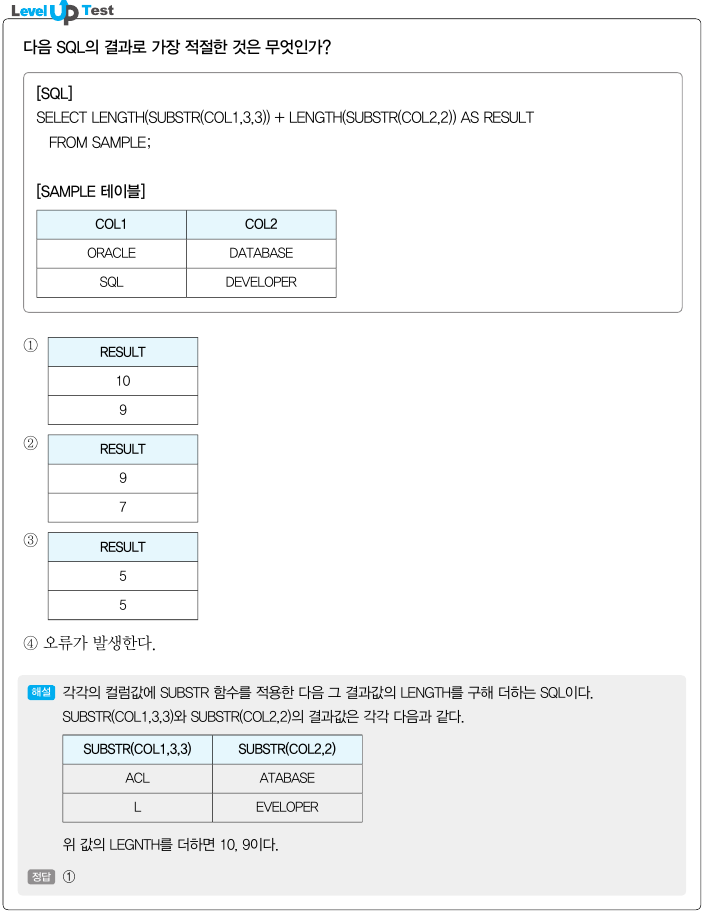 Level Up Test
다음 SQL의 결과로 가장 적절한 것은 무엇인가?
[SQL]
SELECT LENGTH(SUBSTR(COL1,3,3)) + LENGTH(SUBSTR(COL2,2)) AS RESULT
FROM SAMPLE;
[SAMPLE 테이블]
COL1 COL2
ORACLE DATABASE
SQL DEVELOPER
①
RESULT
10
9
②
RESULT
9
7
③
RESULT
5
5
④ 오류가 발생한다.
해설 각각의 컬럼값에 SUBSTR 함수를 적용한 다음 그 결과값의 LENGTH를 구해 더하는 SQL이다.
SUBSTR(COL1,3,3)와 SUBSTR(COL2,2)의 결과값은 각각 다음과 같다.
SUBSTR(COL1,3,3) SUBSTR(COL2,2)
ACL ATABASE
L EVELOPER
위 값의 LEGNTH를 더하면 10, 9이다.
정답 ①